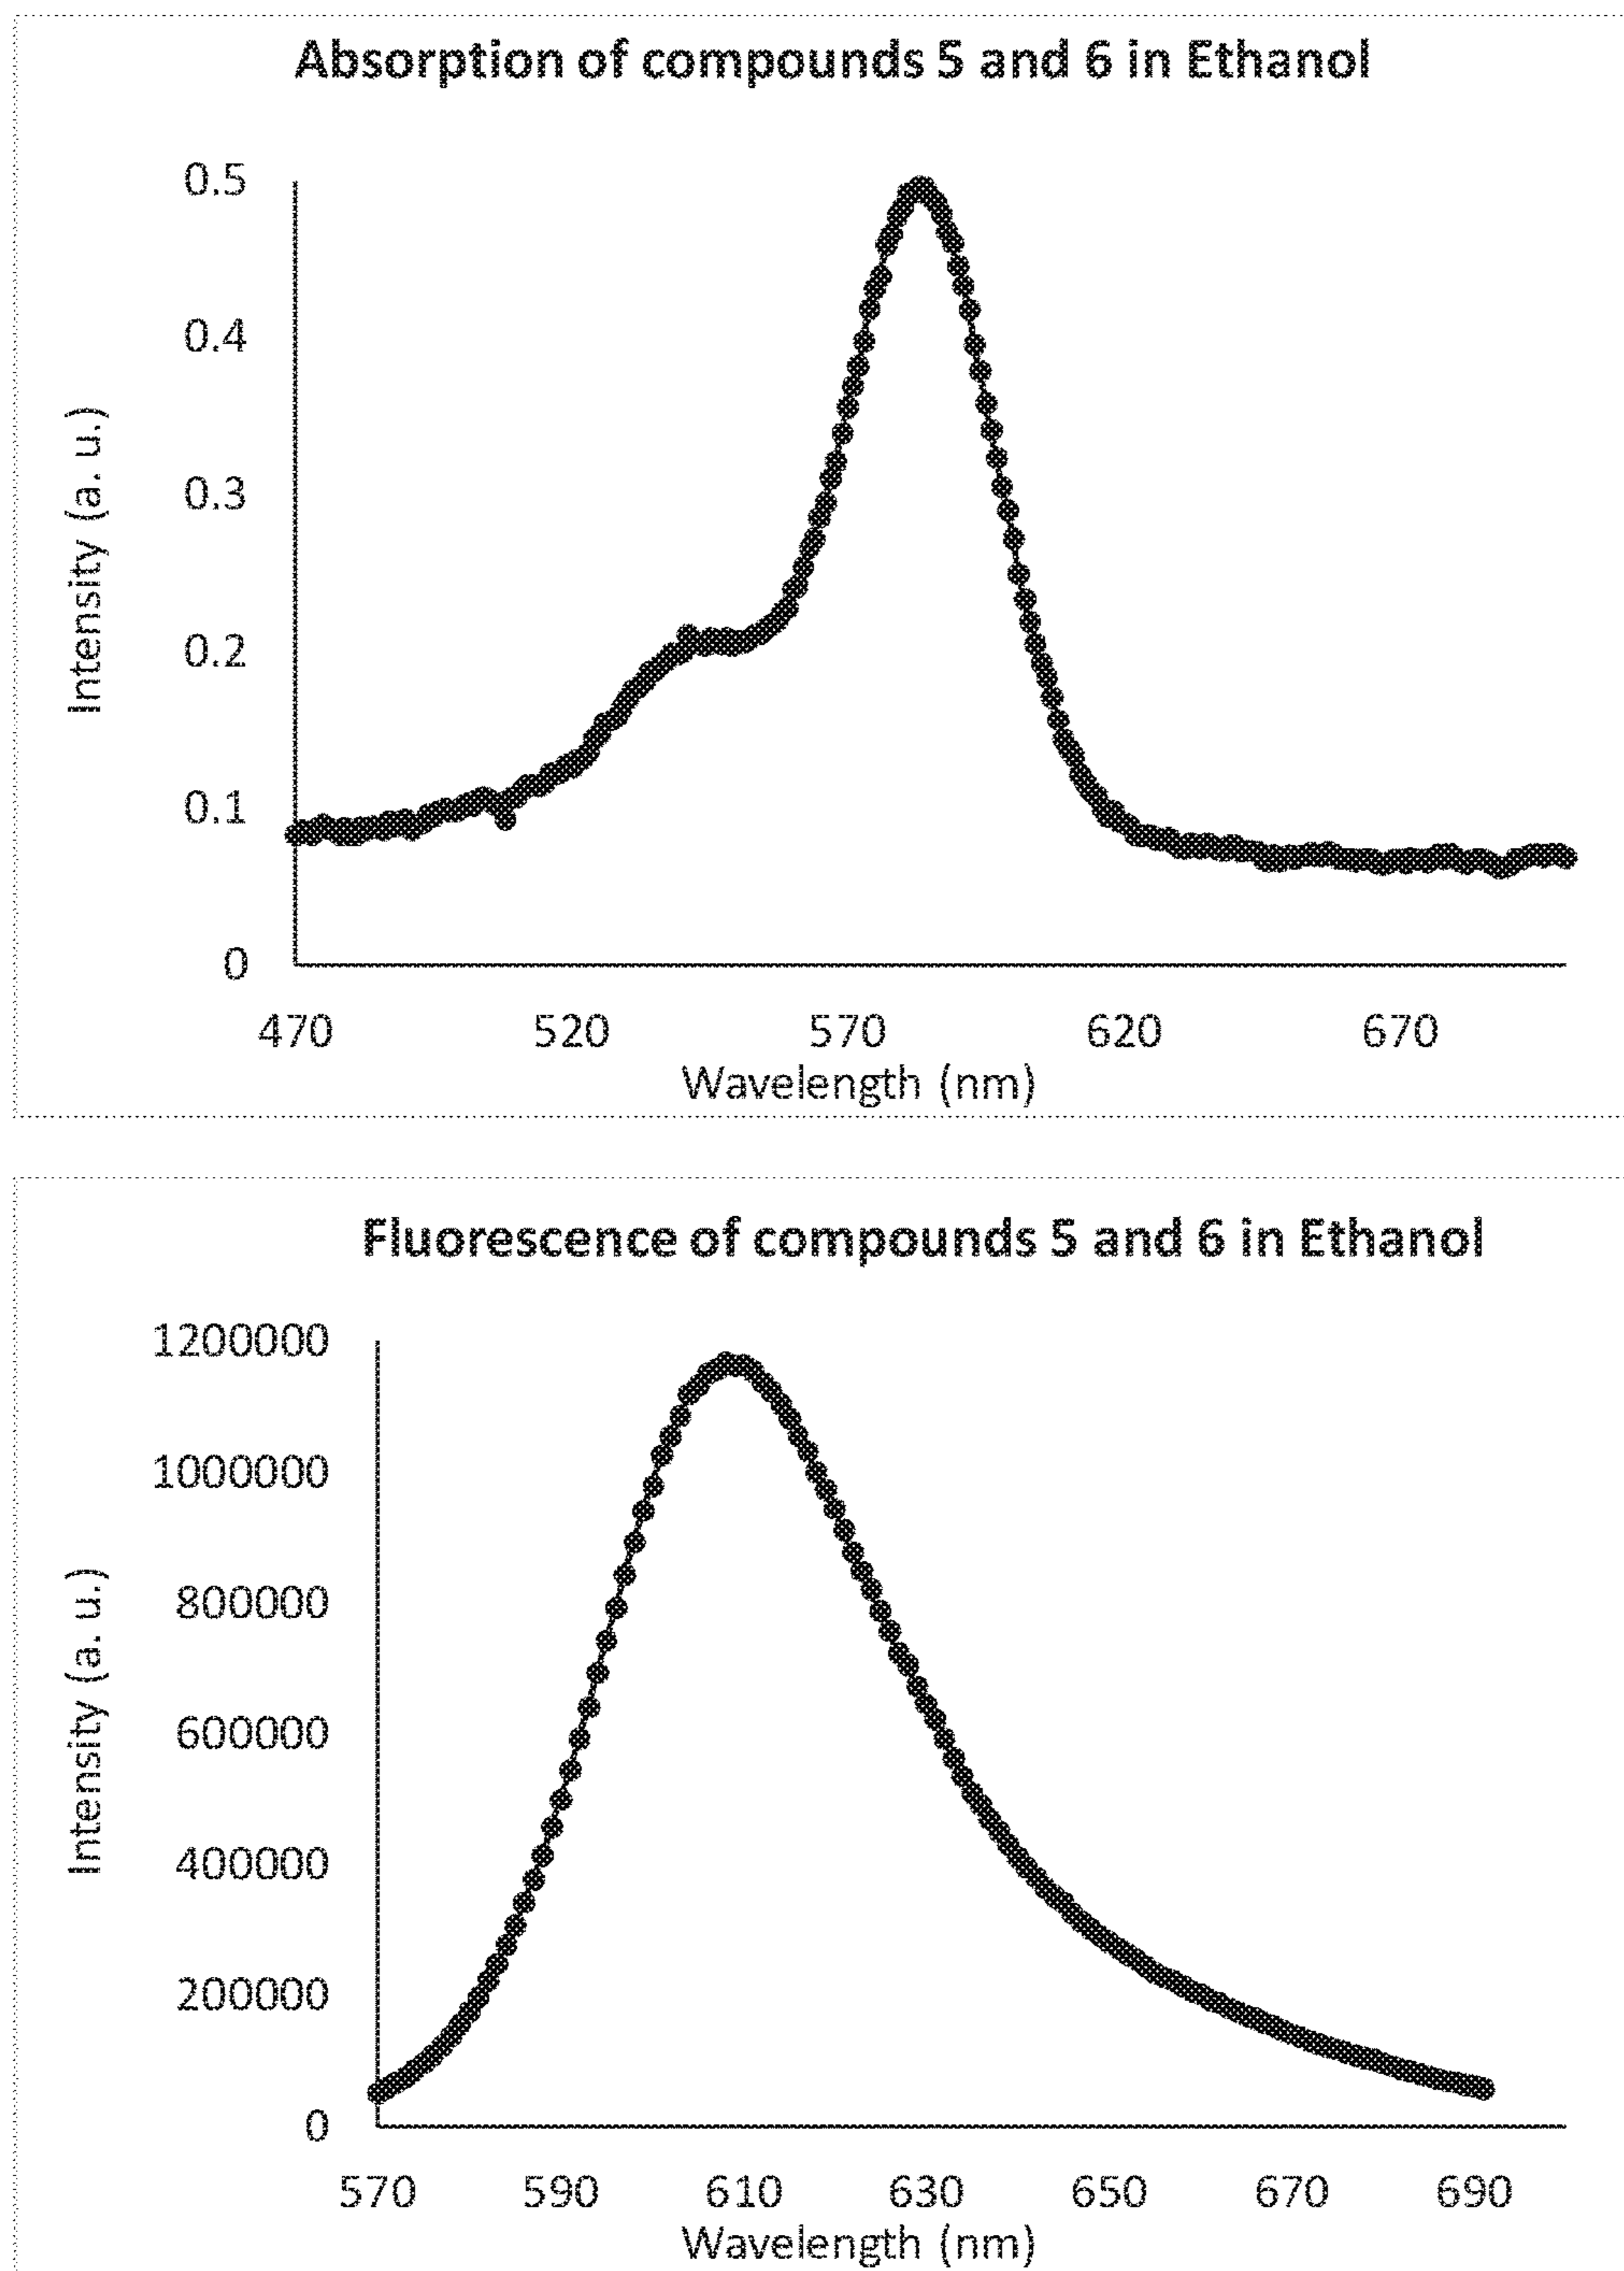 Absorption of compounds 5 and 6 in Ethanol
0.5
0.4
0.3
0.2
0.1
0
Intensity (a. u.)
470 520 570 620 670
Wavelength (nm)
Fluorescence of compounds 5 and 6 in Ethanol
1200000
1000000
800000
600000
400000
200000
0
Intensity (a. u.)
570 590 610 630 650 670 690
Wavelength (nm)